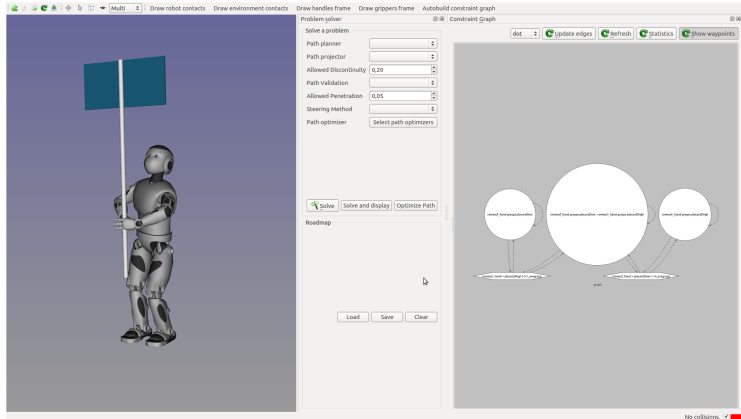 Multi
Draw robot contacts
Draw environment contacts
Draw handles frame
Draw grippers frame
Autobuild constraint graph
Problem solver
Solve a problem
Path planner
Path projector
Allowed Discontinuity 0,20
Path Validation
Allowed Penetration 0,05
Steering Method
Path optimizer Select path optimizers
Solve Solve and display Optimize Path
Roadmap
Load Save Clear
Constraint Graph
dot Update edges Refresh Statistics Show waypoints
No collisions.